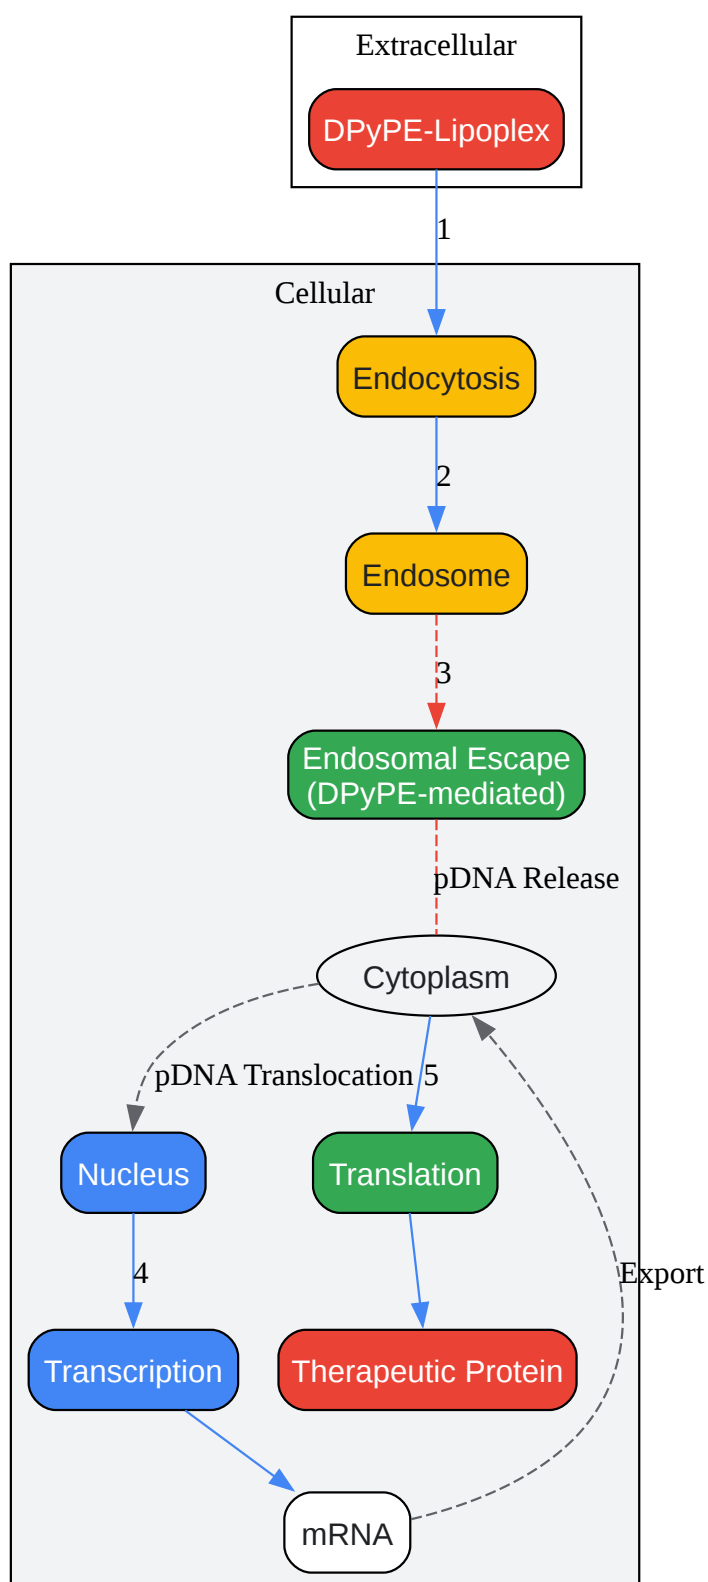 Extracellular
DPyPE-Lipoplex
1
Cellular
Endocytosis
2
Endosome
3
Endosomal Escape
(DPyPE-mediated)
pDNA Release
Cytoplasm
pDNA Translocation
5
Nucleus
Translation
4
Export
Transcription
Therapeutic Protein
mRNA